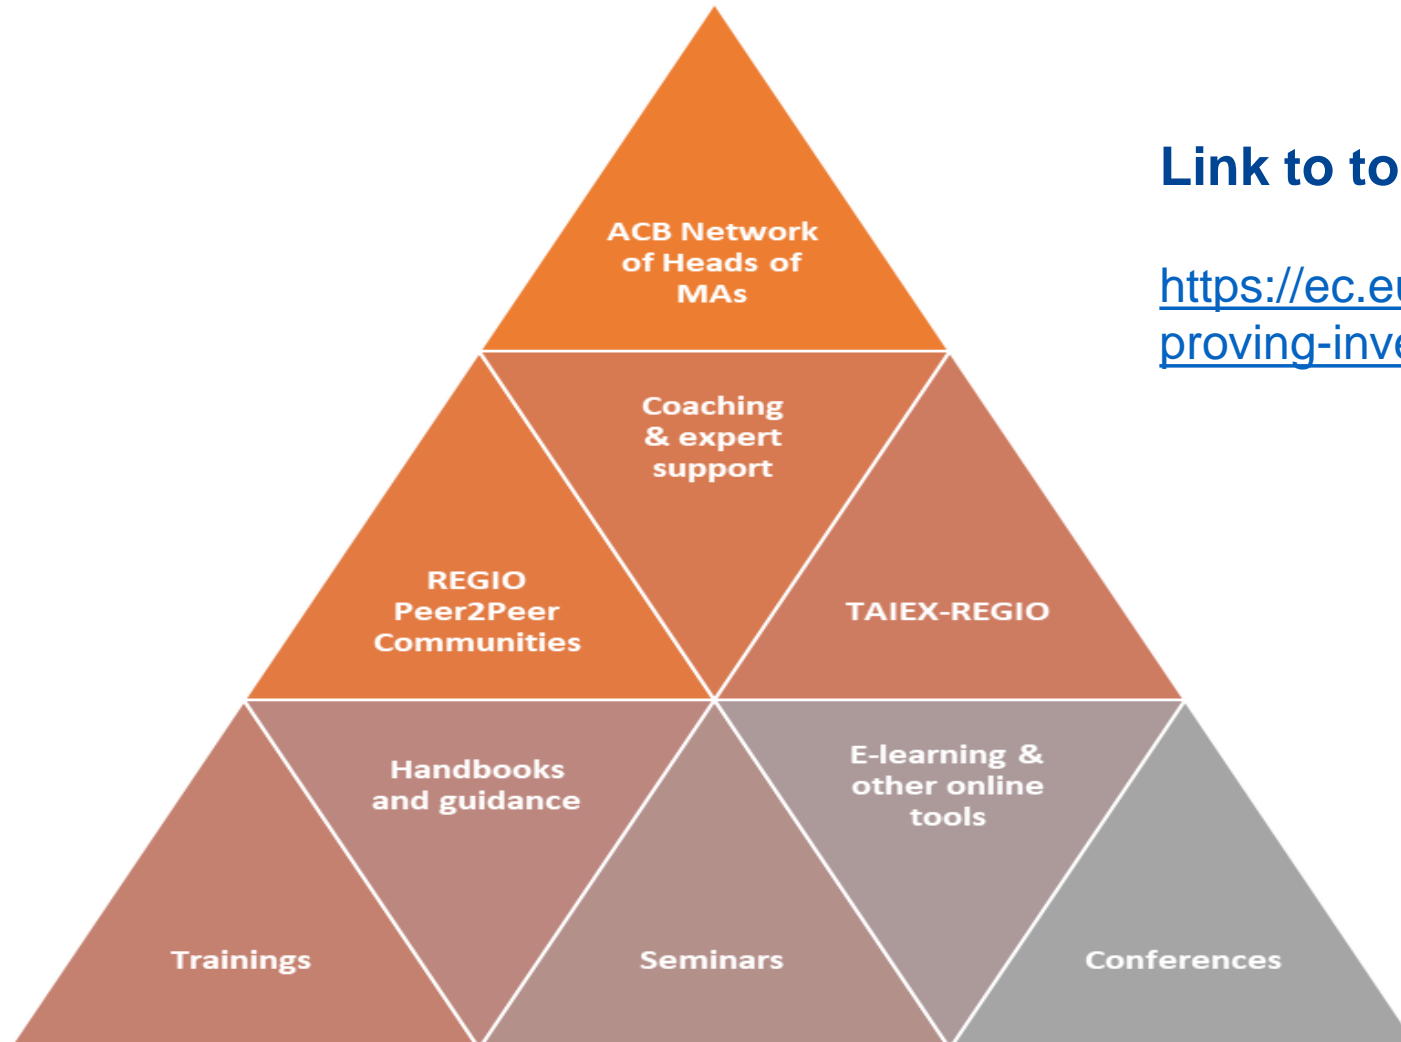 ACB Network
of Heads of
MAs
Link to to
https://ec.eu
proving-inve
Coaching
& expert
support
REGIO
Peer2Peer
Communities
TAIEX-REGIO
Handbooks
and guidance
E-learning &
other online
tools
Trainings
Seminars
Conferences